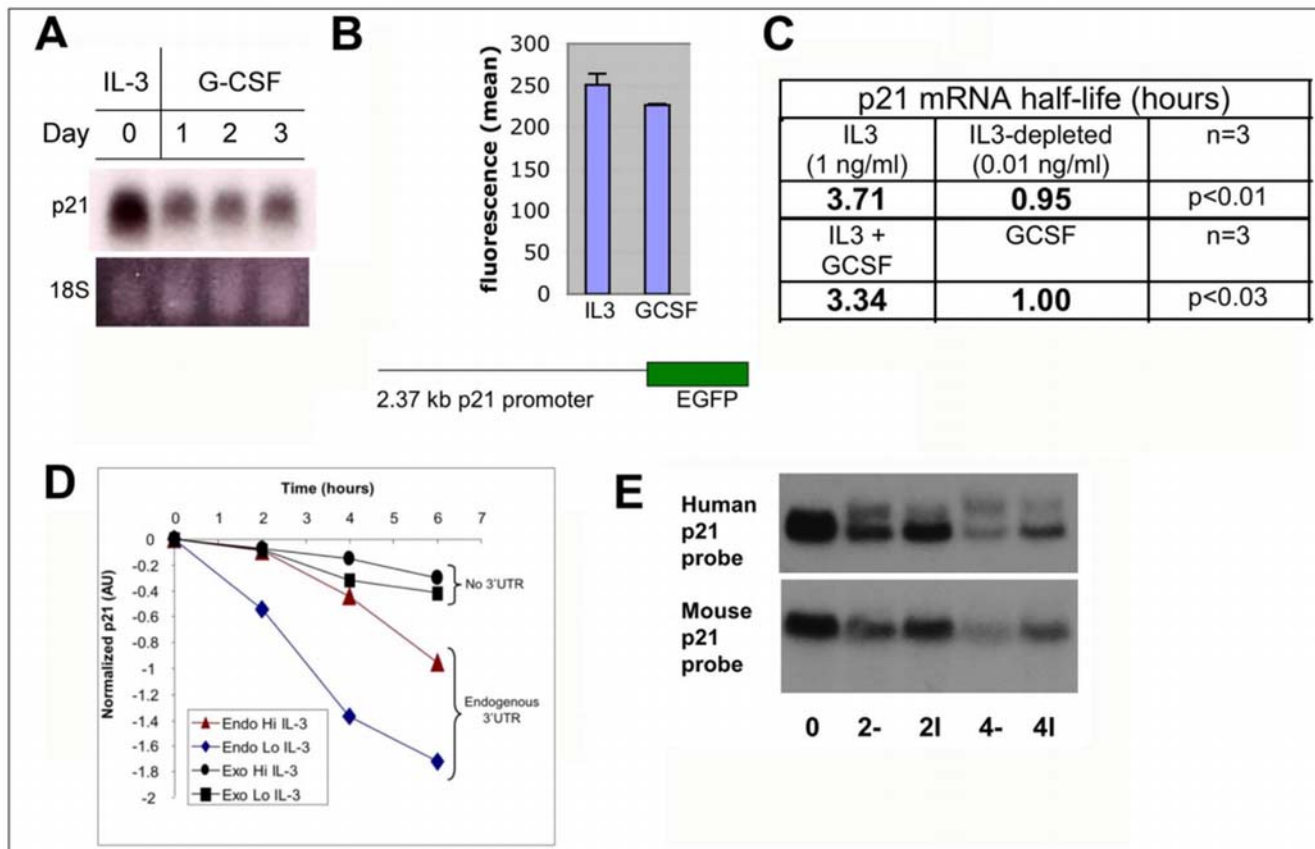 A
IL-3 G-CSF
Day 0 1 2 3
p21
18S
B
fluorescence (mean)
300
250
200
150
100
50
0
IL3 GCSF
2.37 kb p21 promoter EGFP
C
p21 mRNA half-life (hours)
IL3 IL3-depleted n=3
(1 ng/ml) (0.01 ng/ml)
3.71 0.95 p<0.01
IL3 + GCSF n=3
GCSF
3.34 1.00 p<0.03
D
Time (hours)
0 1 2 3 4 5 6 7
Normalized p21 (AU)
0
-0.2
-0.4
-0.6
-0.8
-1
-1.2
-1.4
-1.6
-1.8
-2
No 3'UTR
Endogenous
3'UTR
Endo Hi IL-3
Endo Lo IL-3
Exo Hi IL-3
Exo Lo IL-3
E
Human
p21
probe
Mouse
p21
probe
0 2- 2I 4- 4I